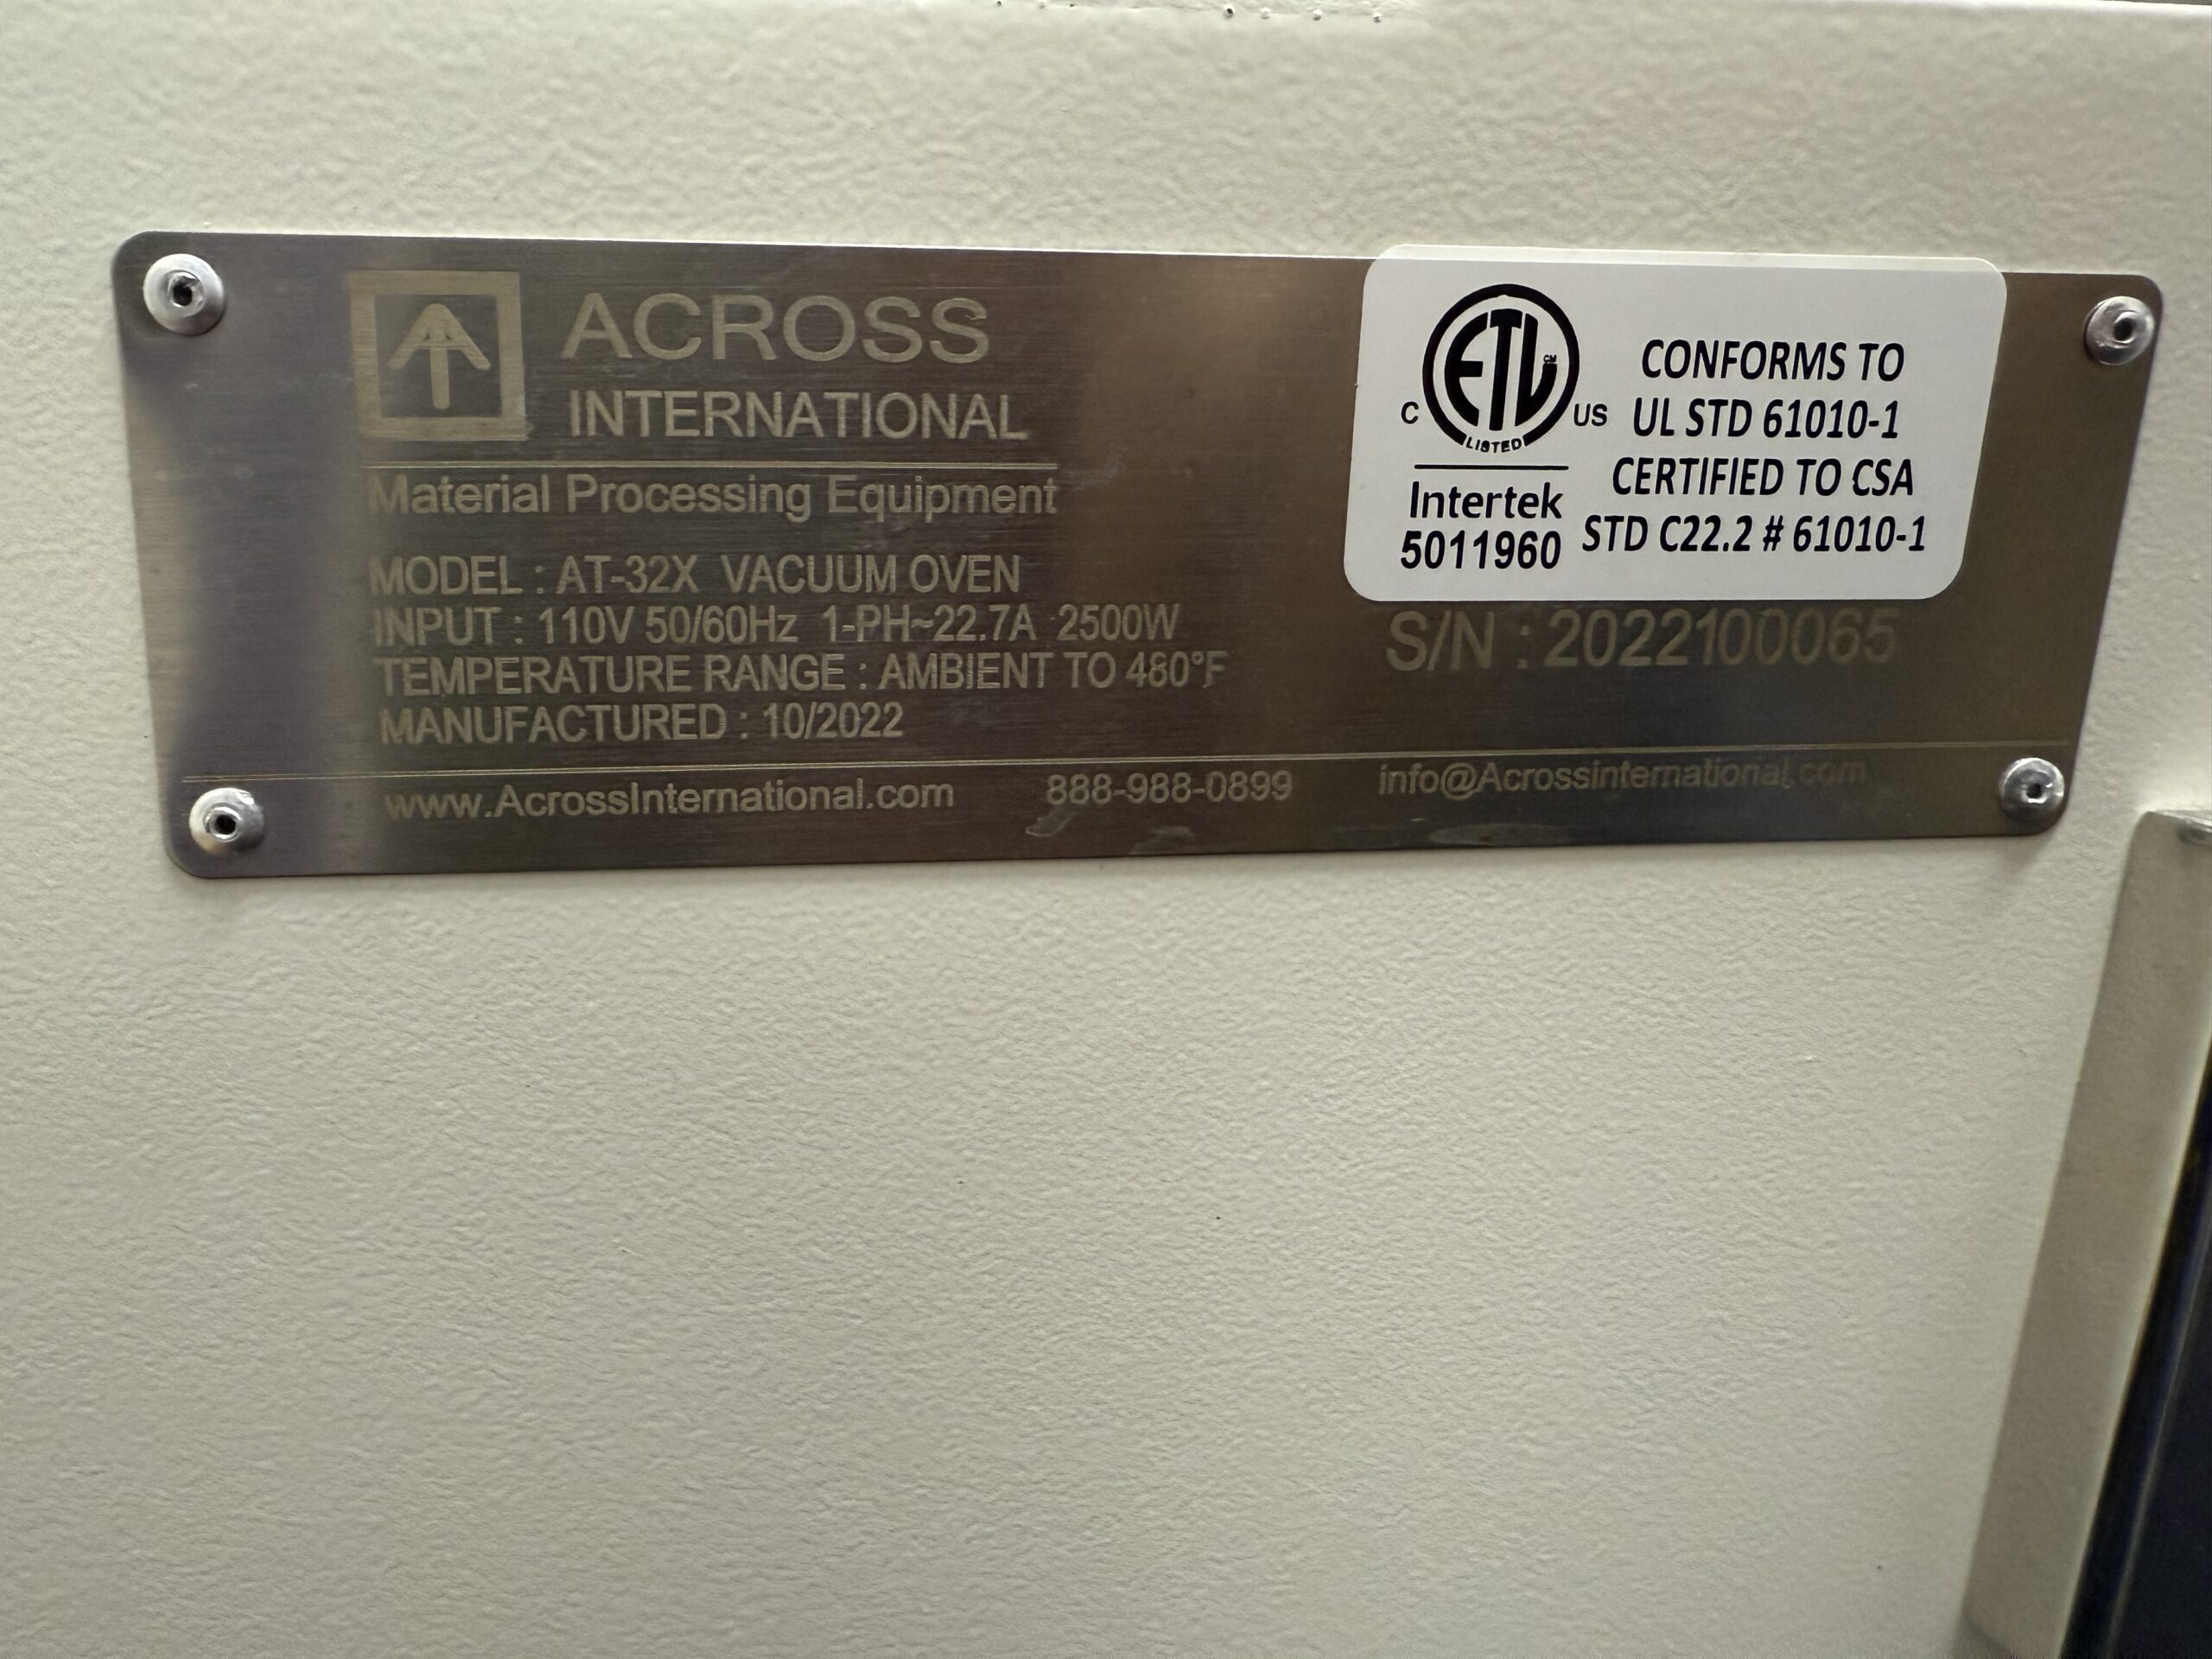 ACROSS
INTERNATIONAL
Material Processing Equipment
MODEL : AT-32X VACUUM OVEN
INPUT : 110V 50/60Hz 1-PH~22.7A 2500W
TEMPERATURE RANGE : AMBIENT TO 480°F
MANUFACTURED : 10/2022
www.AcrossInternational.com 888-988-0899 info@Acrossinternational.com
ETL CM
LISTED
C US
Intertek
5011960
CONFORMS TO
UL STD 61010-1
CERTIFIED TO CSA
STD C22.2 # 61010-1
S/N : 2022100065